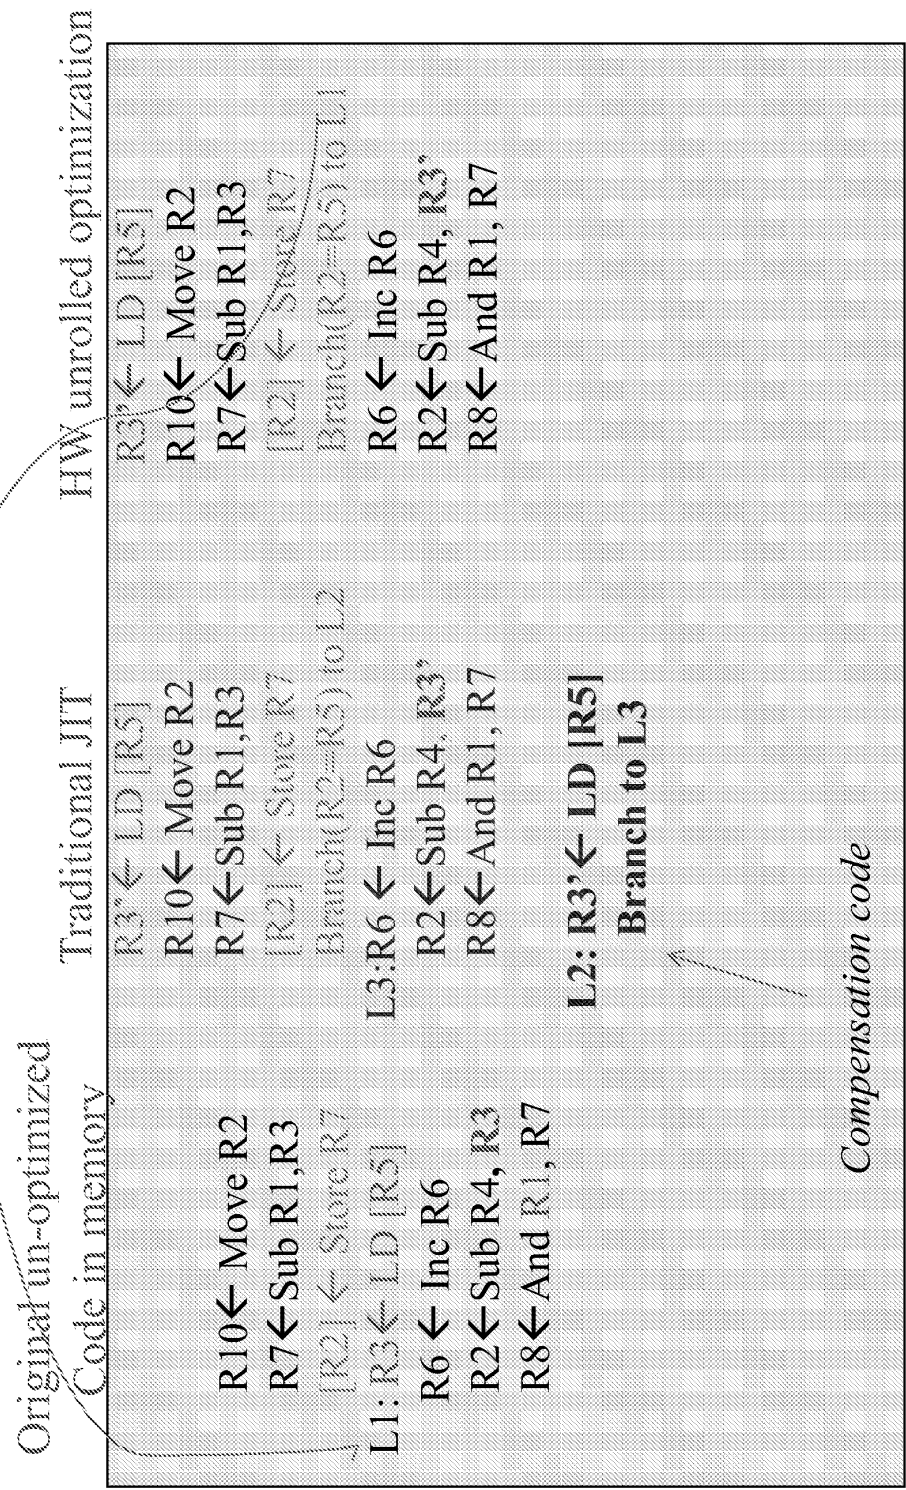 Original un-optimized
Code in memory
R10← Move R2
R7←Sub R1,R3
[R2] ← Store R7
L1: R3← LD [R5]
R6 ← Inc R6
R2←Sub R4, R3
R8←And R1, R7
Traditional JIT
R3'← LD [R5]
R10← Move R2
R7←Sub R1,R3
[R2] ← Store R7
Branch(R2=R5) to L2
L3:R6 ← Inc R6
R2←Sub R4, R3'
R8←And R1, R7
L2: R3'← LD [R5]
Branch to L3
Compensation code
HW unrolled optimization
R3'← LD [R5]
R10← Move R2
R7←Sub R1,R3
[R2] ← Store R7
Branch(R2=R5) to L1
R6 ← Inc R6
R2←Sub R4, R3'
R8←And R1, R7